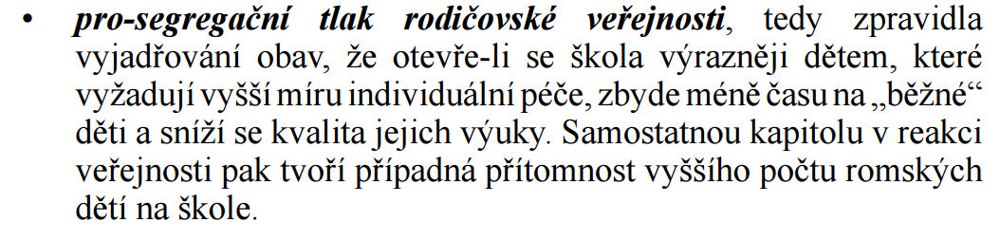 • pro-segregační tlak rodičovské veřejnosti, tedy zpravidla
vyjadřování obav, že otevře-li se škola výrazněji dětem, které
vyžadují vyšší míru individuální péče, zbyde méně času na „běžné“
děti a sníží se kvalita jejich výuky. Samostatnou kapitolu v reakci
veřejnosti pak tvoří případná přítomnost vyššího počtu romských
dětí na škole.